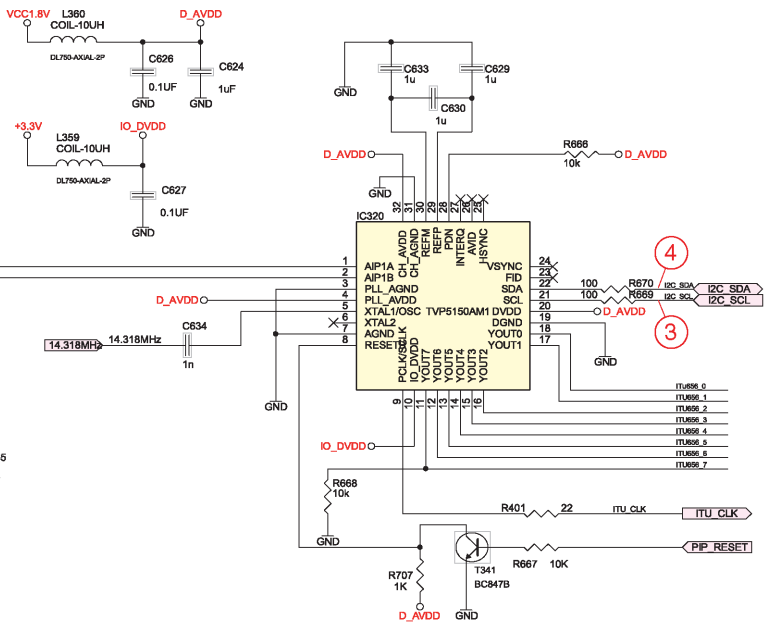 VCC1.8V
L360
COIL-10UH
D_AVDD
DL750-AXIAL-2P
C626
0.1UF
GND
C624
1uF
GND
+3.3V
L359
COIL-10UH
IO_DVDD
DL750-AXIAL-2P
C627
0.1UF
GND
GND
C633
1u
C629
1u
C630
1u
D_AVDD
R666
10k
D_AVDD
GND
32
31
30
29
28
27
26
25
IC320
CH_AVDD
CH_AGND
REFM
REFP
PDN
INTERQ
AVID
HSYNC
1
2
3
4
5
6
7
8
AIP1A
AIP1B
PLL_AGND
PLL_AVDD
XTAL1/OSC
XTAL2
AGND
RESET
TVP5150AM1
VSYNC
FID
SDA
SCL
DVDD
DGND
YOUT0
YOUT1
24
23
22
21
20
19
18
17
PCLK/SCLK
IO_DVDD
YOUT7
YOUT6
YOUT5
YOUT4
YOUT3
YOUT2
9
10
11
12
13
14
15
16
4
100
R670
I2C_SDA
I2C_SDA
100
R669
I2C_SCL
I2C_SCL
3
D_AVDD
GND
D_AVDD
C634
1n
14.318MHz
14.318MHz
GND
ITU656_0
ITU656_1
ITU656_2
ITU656_3
ITU656_4
ITU656_5
ITU656_6
ITU656_7
IO_DVDD
5
R668
10k
GND
R401
22
ITU_CLK
ITU_CLK
T341
BC847B
R667
10K
PIP_RESET
R707
1K
D_AVDD
GND